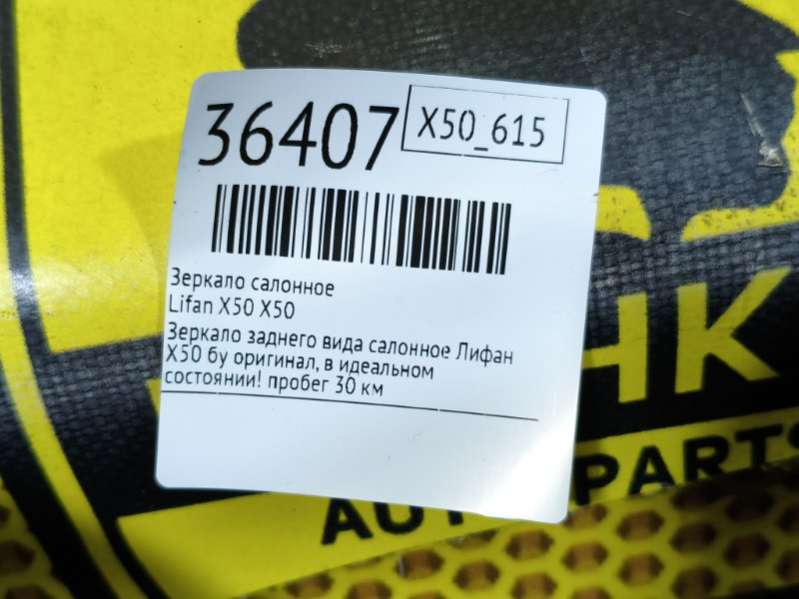 36407
X50_615
Зеркало салонное
Lifan X50 X50
Зеркало заднего вида салонное Лифан
X50 бу оригинал, в идеальном
состоянии! пробег 30 км
НК
PARTS